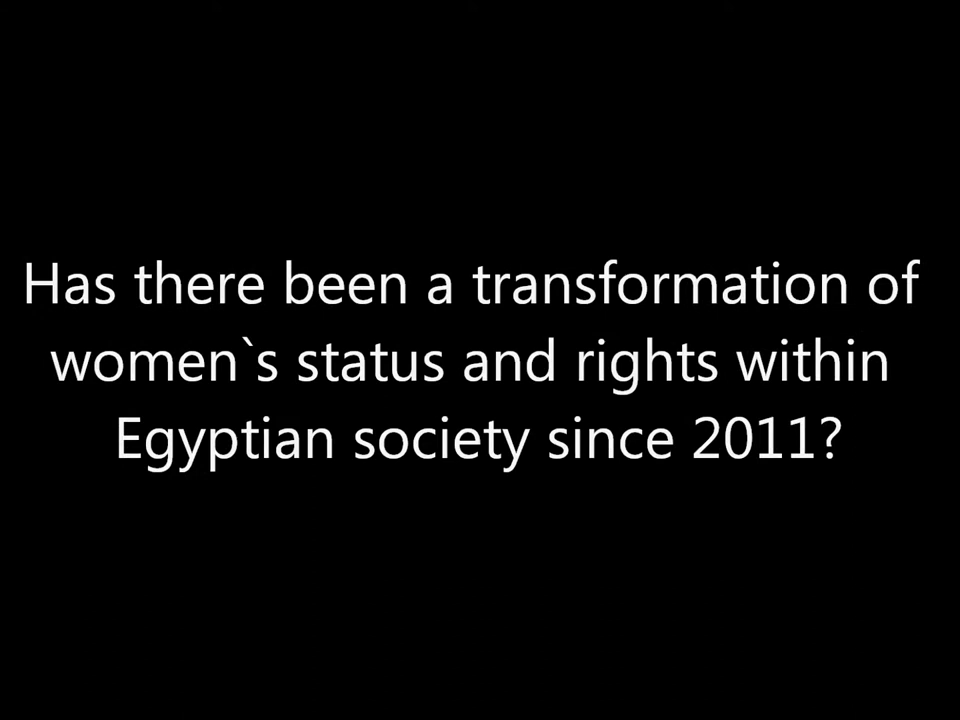 Has there been a transformation of
women`s status and rights within
Egyptian society since 2011?